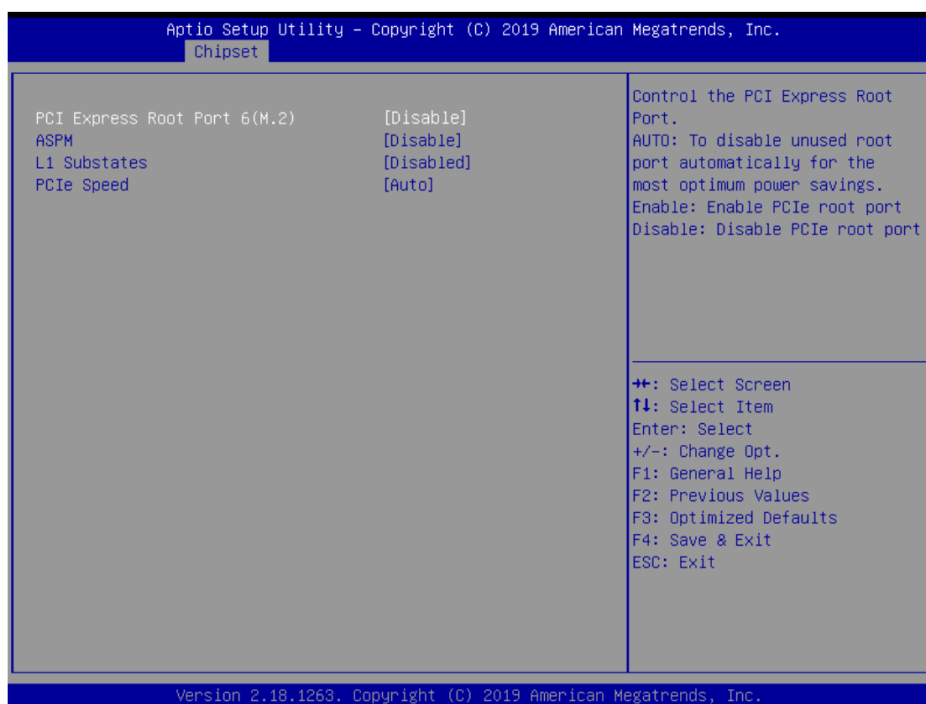 Aptio Setup Utility – Copyright (C) 2019 American Megatrends, Inc.
Chipset
PCI Express Root Port 6(M.2) [Disable]
ASPM [Disable]
L1 Substates [Disabled]
PCIe Speed [Auto]
Control the PCI Express Root
Port.
AUTO: To disable unused root
port automatically for the
most optimum power savings.
Enable: Enable PCIe root port
Disable: Disable PCIe root port
→←: Select Screen
↑↓: Select Item
Enter: Select
+/-: Change Opt.
F1: General Help
F2: Previous Values
F3: Optimized Defaults
F4: Save & Exit
ESC: Exit
Version 2.18.1263. Copyright (C) 2019 American Megatrends, Inc.